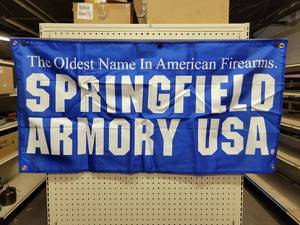 The Oldest Name In American Firearms.
SPRINGFIELD
ARMORY USA